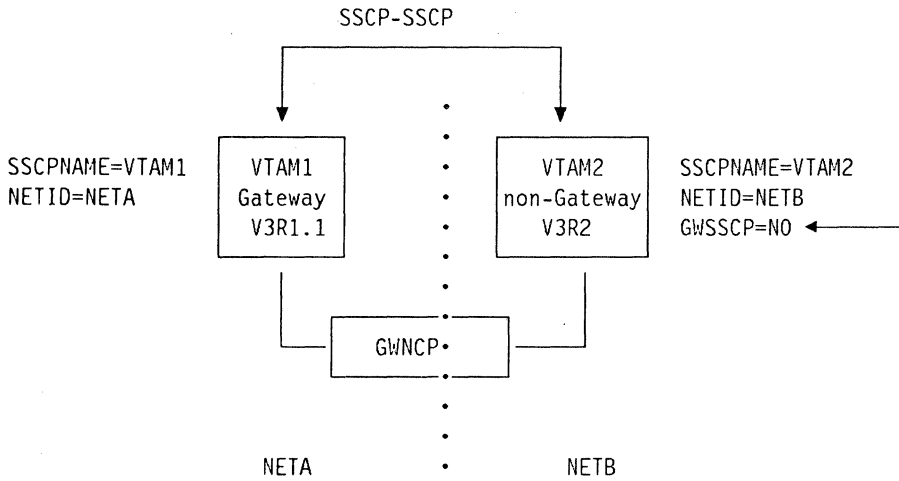 SSCP-SSCP
SSCPNAME=VTAM1
NETID=NETA
VTAM1
Gateway
V3R1.1
VTAM2
non-Gateway
V3R2
SSCPNAME=VTAM2
NETID=NETB
GWSSCP=NO
GWNCP
NETA
NETB